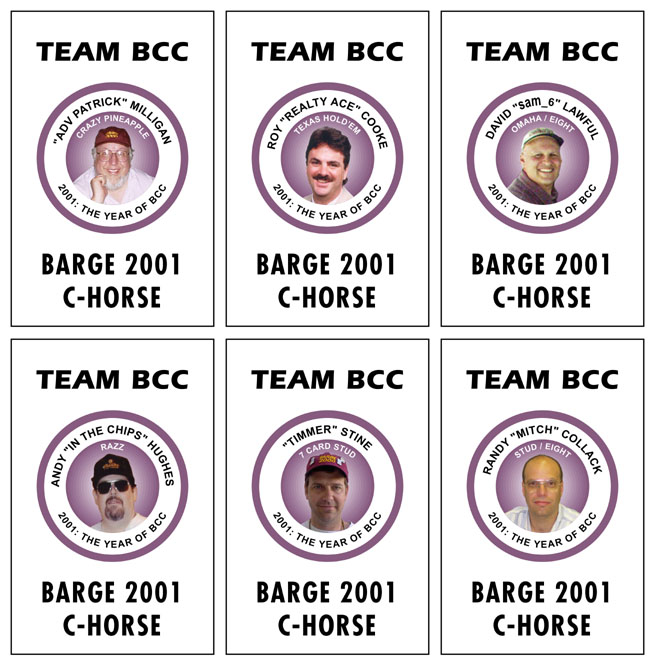 TEAM BCC
"ADV PATRICK" MILLIGAN
CRAZY PINEAPPLE
2001: THE YEAR OF BCC
BARGE 2001
C-HORSE
TEAM BCC
ROY "REALTY ACE" COOKE
TEXAS HOLD'EM
2001: THE YEAR OF BCC
BARGE 2001
C-HORSE
TEAM BCC
DAVID "sam_6" LAWFUL
OMAHA / EIGHT
2001: THE YEAR OF BCC
BARGE 2001
C-HORSE
TEAM BCC
ANDY "IN THE CHIPS" HUGHES
RAZZ
2001: THE YEAR OF BCC
BARGE 2001
C-HORSE
TEAM BCC
"TIMMER" STINE
7 CARD STUD
2001: THE YEAR OF BCC
BARGE 2001
C-HORSE
TEAM BCC
RANDY "MITCH" COLLACK
STUD / EIGHT
2001: THE YEAR OF BCC
BARGE 2001
C-HORSE